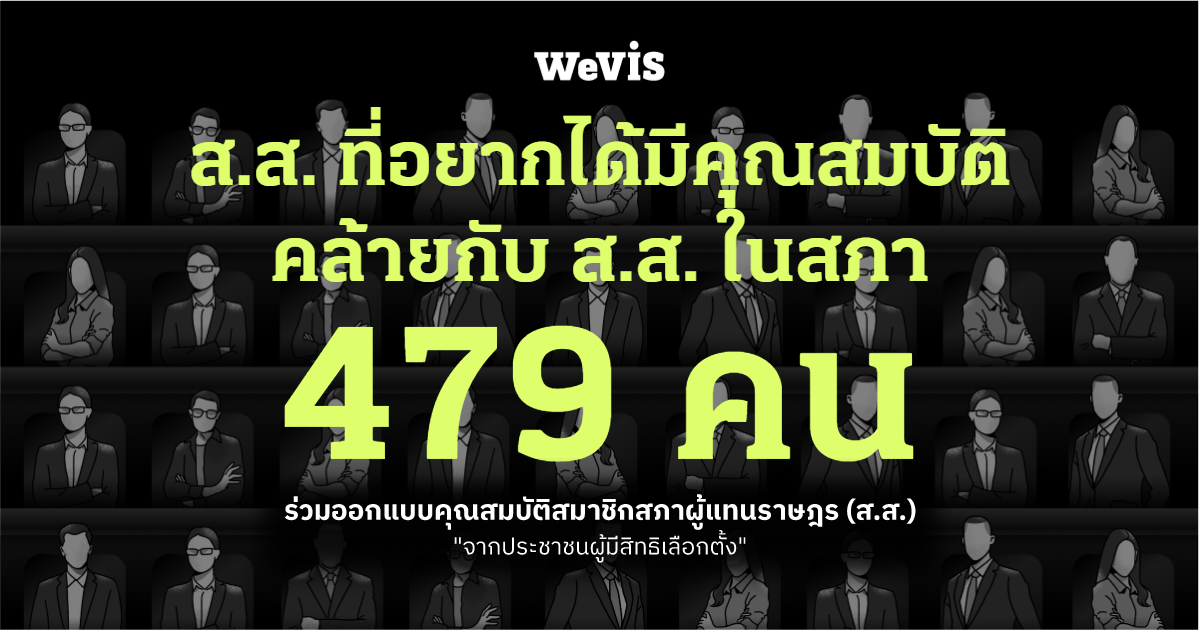 WeVIS
ส.ส. ที่อยากได้มีคุณสมบัติ
คล้ายกับ ส.ส. ในสภา
479 คน
ร่วมออกแบบคุณสมบัติสมาชิกสภาผู้แทนราษฎร (ส.ส.)
"จากประชาชนผู้มีสิทธิเลือกตั้ง"